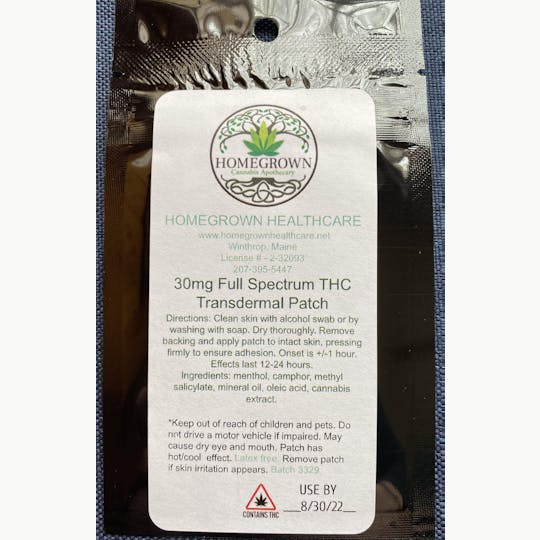 HOMEGROWN
Cannabis Apothecary
HOMEGROWN HEALTHCARE
www.homegrownhealthcare.net
Winthrop, Maine
License # - 2-32093
207-395-5447
30mg Full Spectrum THC
Transdermal Patch
Directions: Clean skin with alcohol swab or by
washing with soap. Dry thoroughly. Remove
backing and apply patch to intact skin, pressing
firmly to ensure adhesion. Onset is +/-1 hour.
Effects last 12-24 hours.
Ingredients: menthol, camphor, methyl
salicylate, mineral oil, oleic acid, cannabis
extract.
*Keep out of reach of children and pets. Do
not drive a motor vehicle if impaired. May
cause dry eye and mouth. Patch has
hot/cool effect. Latex free. Remove patch
if skin irritation appears. Batch 3329
CONTAINS THC
USE BY
__8/30/22__